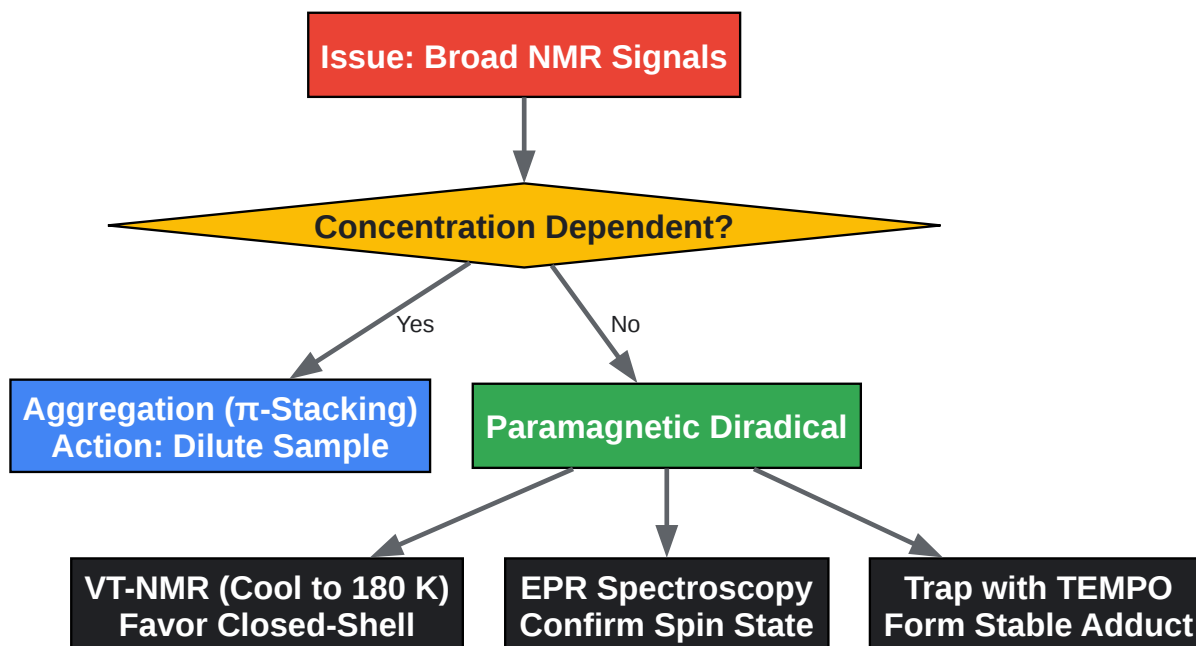 Issue: Broad NMR Signals
Concentration Dependent?
Yes
No
Aggregation (π-Stacking)
Action: Dilute Sample
Paramagnetic Diradical
VT-NMR (Cool to 180 K)
Favor Closed-Shell
EPR Spectroscopy
Confirm Spin State
Trap with TEMPO
Form Stable Adduct